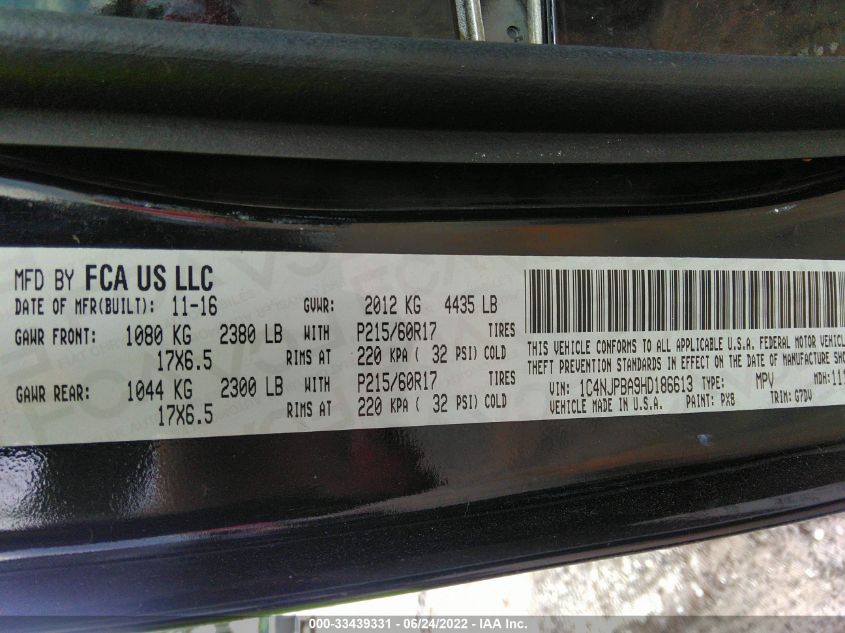 MFD BY FCA US LLC
DATE OF MFR(BUILT): 11-16 GVWR: 2012 KG 4435 LB
GAWR FRONT: 1080 KG 2380 LB WITH P215/60R17 TIRES
17X6.5 RIMS AT 220 KPA ( 32 PSI) COLD
GAWR REAR: 1044 KG 2300 LB WITH P215/60R17 TIRES
17X6.5 RIMS AT 220 KPA ( 32 PSI) COLD
THIS VEHICLE CONFORMS TO ALL APPLICABLE U.S.A. FEDERAL MOTOR VEHICLE
THEFT PREVENTION STANDARDS IN EFFECT ON THE DATE OF MANUFACTURE SHO
VIN: 1C4NJPBA9HD186613 TYPE: MPV MDH:
VEHICLE MADE IN U.S.A. PAINT: PX8 TRIM: G7DV
000-33439331 - 06/24/2022 - IAA Inc.